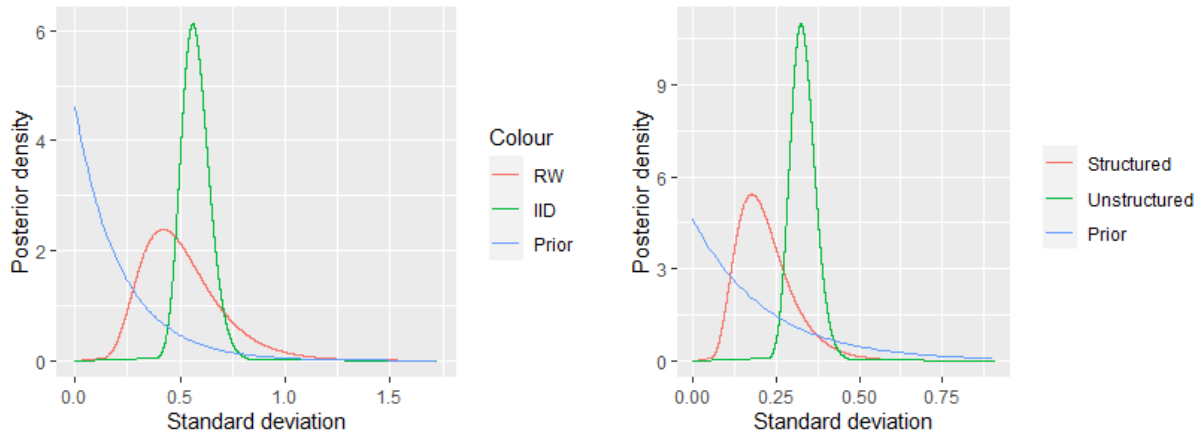 Posterior density
6
4
2
0
0.0
0.5
1.0
1.5
Standard deviation
Colour
RW
IID
Prior
Posterior density
9
6
3
0
0.00
0.25
0.50
0.75
Standard deviation
Structured
Unstructured
Prior